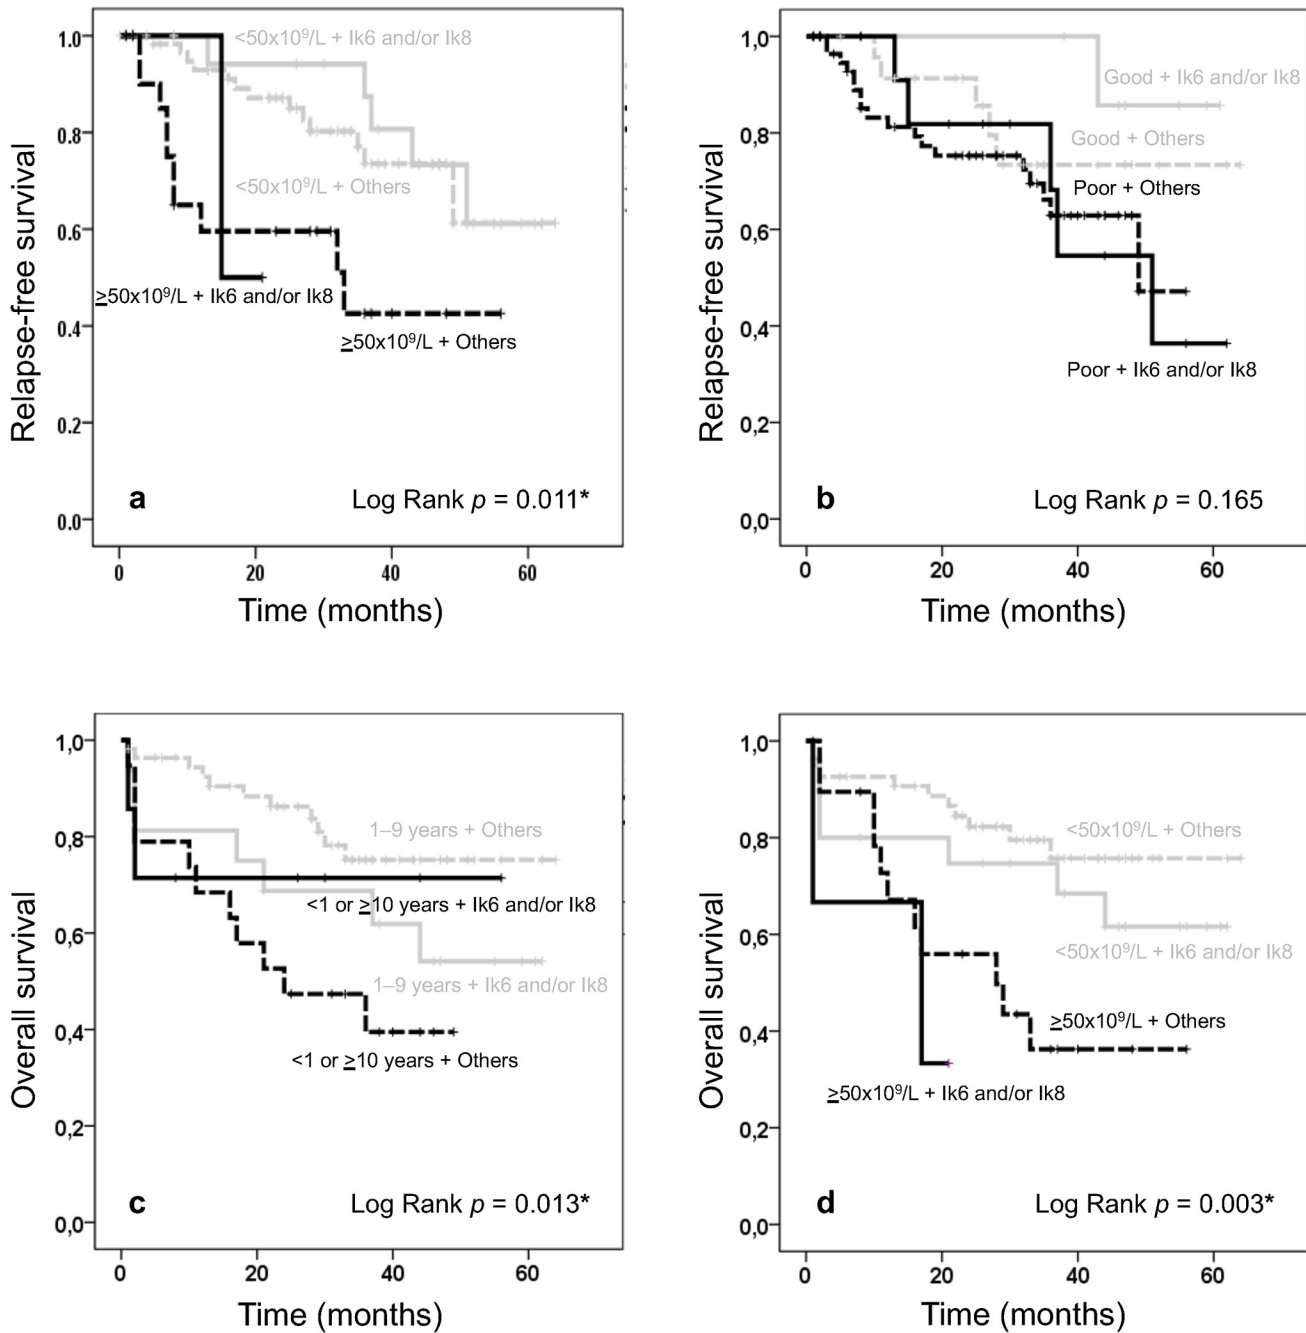 Relapse-free survival
1.0
0.8
0.6
0.4
0.2
0.0
<50x10⁹/L + Ik6 and/or Ik8
<50x10⁹/L + Others
≥50x10⁹/L + Ik6 and/or Ik8
≥50x10⁹/L + Others
a
Log Rank p = 0.011*
0
20
40
60
Time (months)
Relapse-free survival
1.0
0.8
0.6
0.4
0,2
0,0
Good + Ik6 and/or Ik8
Good + Others
Poor + Others
Poor + Ik6 and/or Ik8
b
Log Rank p = 0.165
0
20
40
60
Time (months)
Overall survival
1,0
0,8
0,6
0,4
0,2
0,0
1–9 years + Others
<1 or ≥10 years + Ik6 and/or Ik8
1–9 years + Ik6 and/or Ik8
<1 or ≥10 years + Others
c
Log Rank p = 0.013*
0
20
40
60
Time (months)
Overall survival
1,0
0,8
0,6
0,4
0,2
0,0
<50x10⁹/L + Others
<50x10⁹/L + Ik6 and/or Ik8
≥50x10⁹/L + Others
≥50x10⁹/L + Ik6 and/or Ik8
d
Log Rank p = 0.003*
0
20
40
60
Time (months)